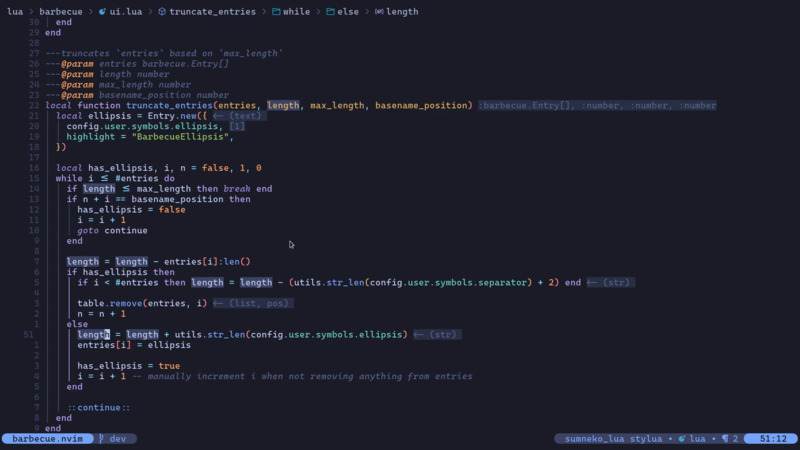 lua > barbecue > ui.lua > truncate_entries > while > else > length
30 end
29 end
28
27 ---truncates `entries` based on `max_length`
26 ---@param entries barbecue.Entry[]
25 ---@param length number
24 ---@param max_length number
23 ---@param basename_position number
22 local function truncate_entries(entries, length, max_length, basename_position) :barbecue.Entry[], :number, :number, :number
21 local ellipsis = Entry.new({ <- (text)
20 config.user.symbols.ellipsis, [1]
19 highlight = "BarbecueEllipsis",
18 })
17
16 local has_ellipsis, i, n = false, 1, 0
15 while i ≤ #entries do
14 if length ≤ max_length then break end
13 if n + i == basename_position then
12 has_ellipsis = false
11 i = i + 1
10 goto continue
9 end
8
7 length = length - entries[i]:len()
6 if has_ellipsis then
5 if i < #entries then length = length - (utils.str_len(config.user.symbols.separator) + 2) end <- (str)
4
3 table.remove(entries, i) <- (list, pos)
2 n = n + 1
1 else
51 length = length + utils.str_len(config.user.symbols.ellipsis) <- (str)
1 entries[i] = ellipsis
2
3 has_ellipsis = true
4 i = i + 1 -- manually increment i when not removing anything from entries
5 end
6
7 ::continue::
8 end
9 end
barbecue.nvim dev sumneko_lua stylua • lua • ¶ 2 51:12